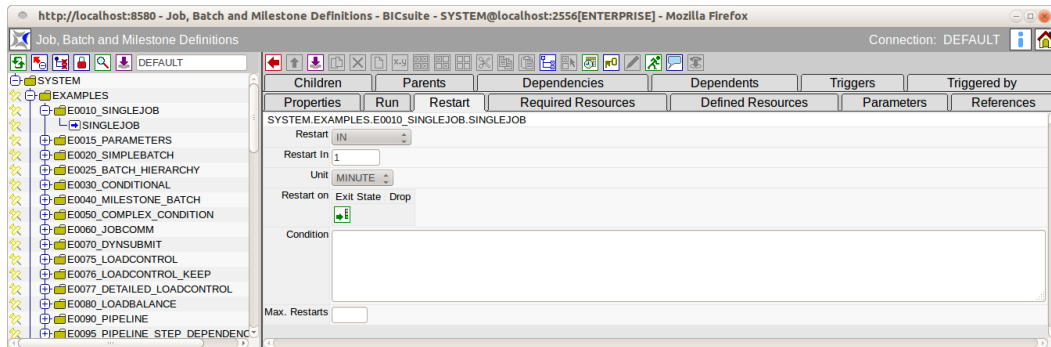 http://localhost:8580 - Job, Batch and Milestone Definitions - BICsuite - SYSTEM@localhost:2556[ENTERPRISE] - Mozilla Firefox
Job, Batch and Milestone Definitions
Connection: DEFAULT
DEFAULT
SYSTEM
EXAMPLES
E0010_SINGLEJOB
SINGLEJOB
E0015_PARAMETERS
E0020_SIMPLEBATCH
E0025_BATCH_HIERARCHY
E0030_CONDITIONAL
E0040_MILESTONE_BATCH
E0050_COMPLEX_CONDITION
E0060_JOBCOMM
E0070_DYNSUBMIT
E0075_LOADCONTROL
E0076_LOADCONTROL_KEEP
E0077_DETAILED_LOADCONTROL
E0080_LOADBALANCE
E0090_PIPELINE
E0095_PIPELINE_STEP_DEPENDENC
Children Parents Dependencies Dependents Triggers Triggered by
Properties Run Restart Required Resources Defined Resources Parameters References
SYSTEM.EXAMPLES.E0010_SINGLEJOB.SINGLEJOB
Restart IN
Restart In 1
Unit MINUTE
Restart on Exit State Drop
Condition
Max. Restarts